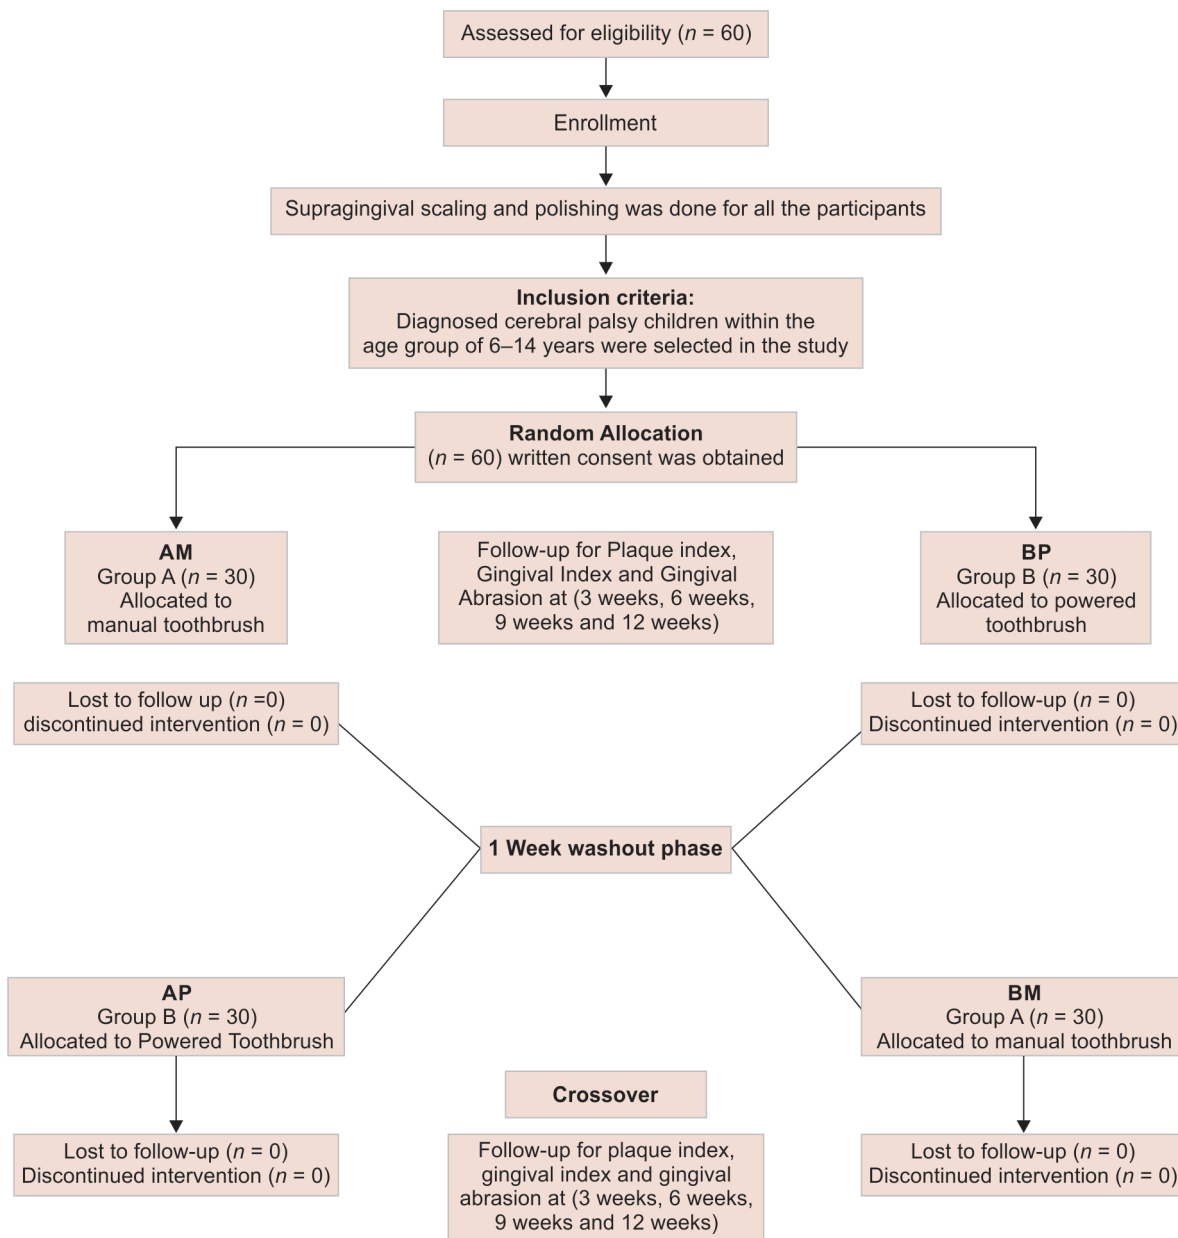 Assessed for eligibility (n = 60)
Enrollment
Supragingival scaling and polishing was done for all the participants
Inclusion criteria:
Diagnosed cerebral palsy children within the
age group of 6–14 years were selected in the study
Random Allocation
(n = 60) written consent was obtained
AM
Group A (n = 30)
Allocated to
manual toothbrush
Follow-up for Plaque index,
Gingival Index and Gingival
Abrasion at (3 weeks, 6 weeks,
9 weeks and 12 weeks)
BP
Group B (n = 30)
Allocated to powered
toothbrush
Lost to follow up (n =0)
discontinued intervention (n = 0)
Lost to follow-up (n = 0)
Discontinued intervention (n = 0)
1 Week washout phase
AP
Group B (n = 30)
Allocated to Powered Toothbrush
BM
Group A (n = 30)
Allocated to manual toothbrush
Crossover
Lost to follow-up (n = 0)
Discontinued intervention (n = 0)
Follow-up for plaque index,
gingival index and gingival
abrasion at (3 weeks, 6 weeks,
9 weeks and 12 weeks)
Lost to follow-up (n = 0)
Discontinued intervention (n = 0)